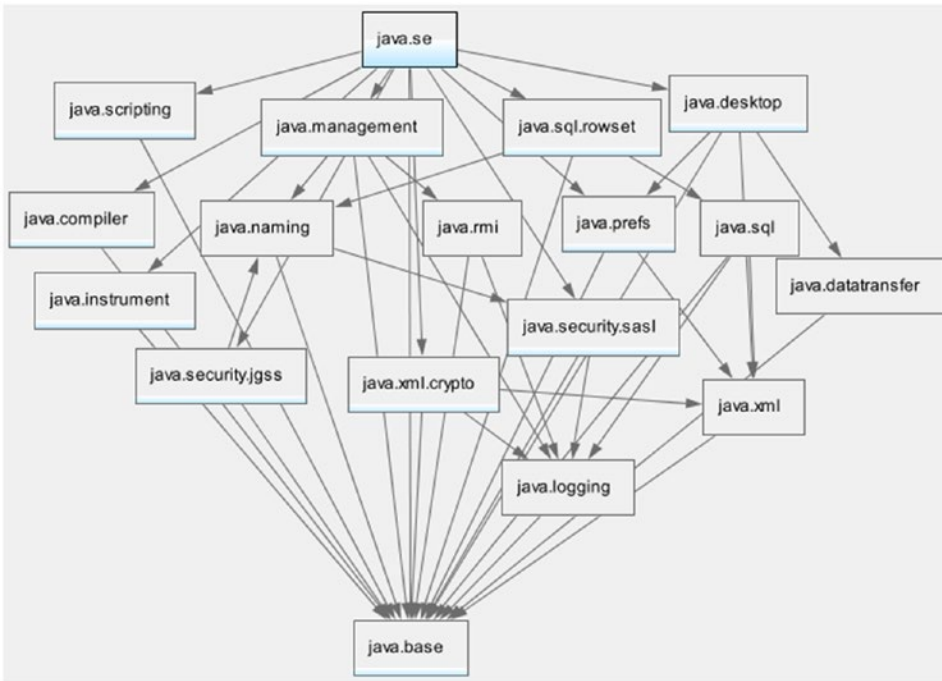 java.se
java.scripting
java.management
java.sql.rowset
java.desktop
java.compiler
java.naming
java.rmi
java.prefs
java.sql
java.instrument
java.datatransfer
java.security.sasl
java.security.jgss
java.xml.crypto
java.xml
java.logging
java.base